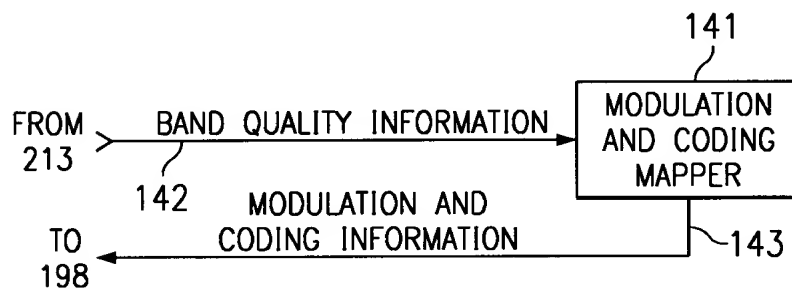 141
MODULATION
AND CODING
MAPPER
FROM
213
BAND QUALITY INFORMATION
142
MODULATION AND
CODING INFORMATION
TO
198
143